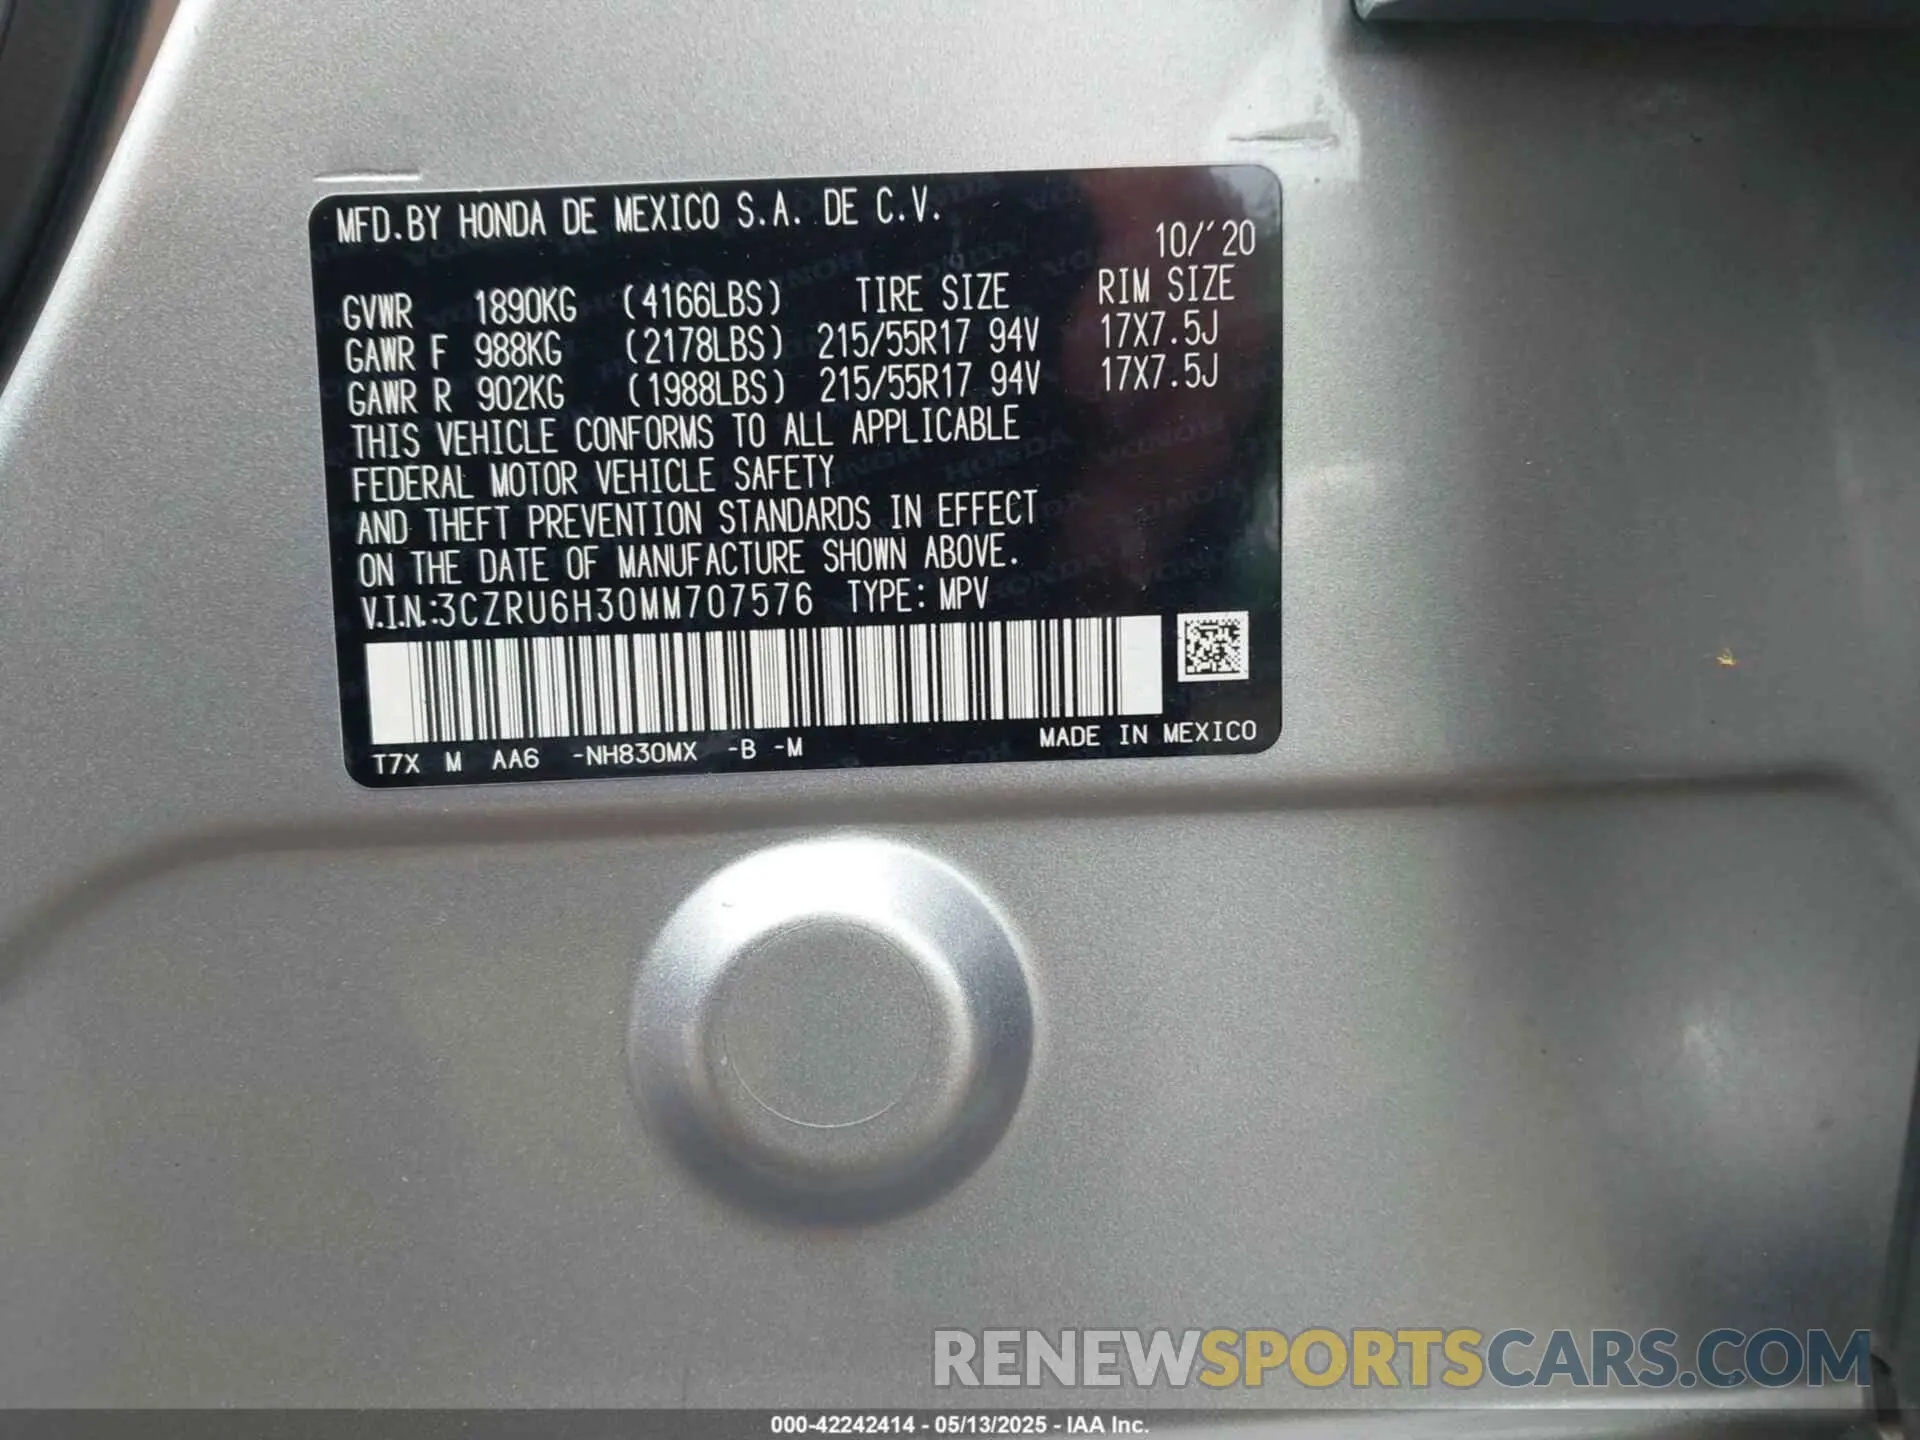 MFD.BY HONDA DE MEXICO S.A. DE C.V.
10/'20
GVWR 1890KG (4166LBS) TIRE SIZE RIM SIZE
GAWR F 988KG (2178LBS) 215/55R17 94V 17X7.5J
GAWR R 902KG (1988LBS) 215/55R17 94V 17X7.5J
THIS VEHICLE CONFORMS TO ALL APPLICABLE
FEDERAL MOTOR VEHICLE SAFETY
AND THEFT PREVENTION STANDARDS IN EFFECT
ON THE DATE OF MANUFACTURE SHOWN ABOVE.
V.I.N.:3CZRU6H30MM707576 TYPE: MPV
T7X M AA6 -NH830MX -B -M MADE IN MEXICO
RENEWSPORTSCARS.COM
000-42242414 - 05/13/2025 - IAA Inc.